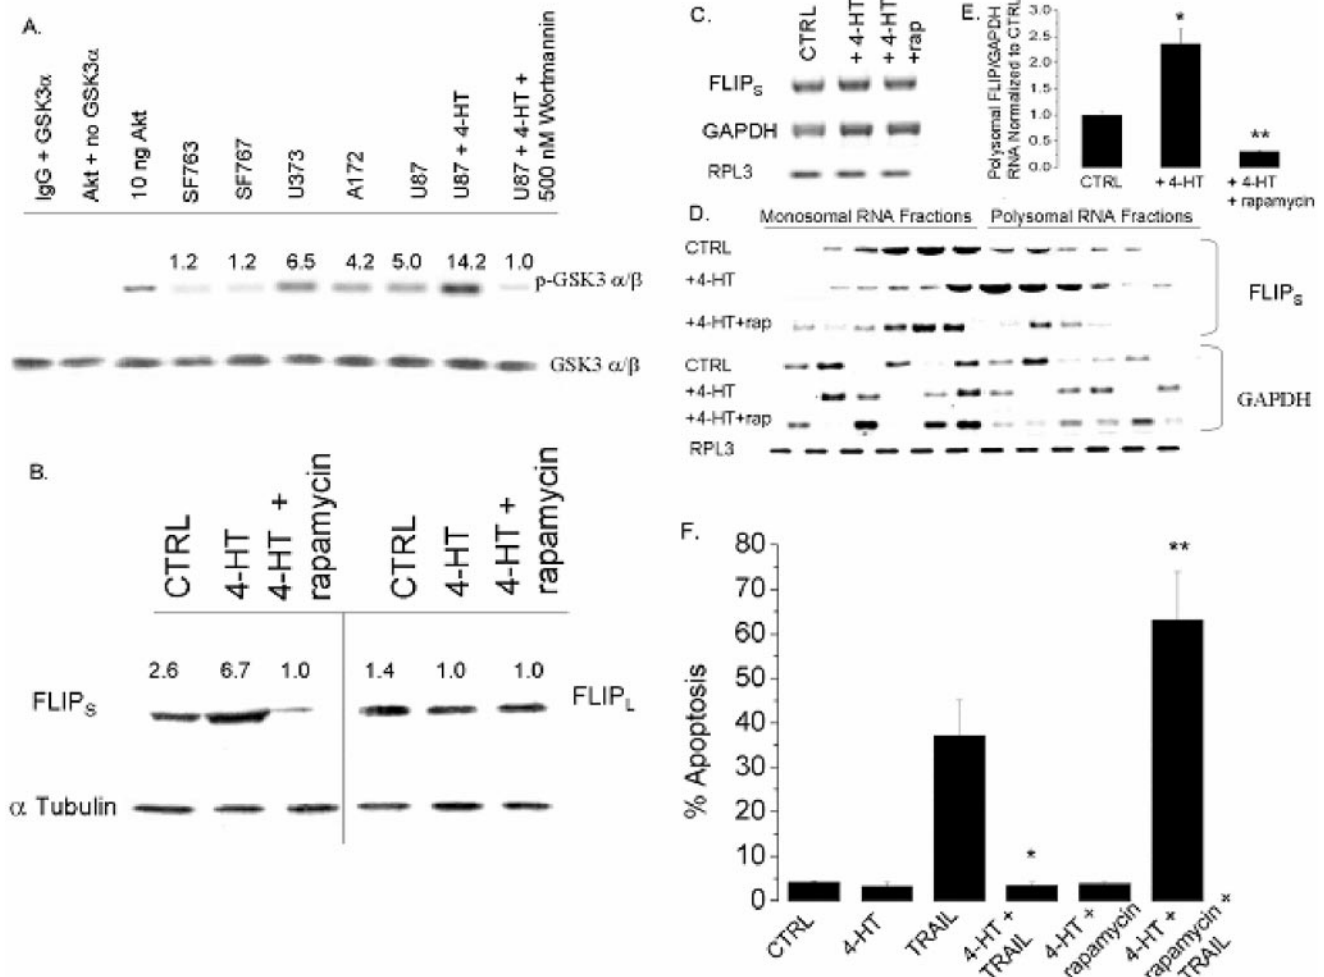 A.
IgG + GSK3α
Akt + no GSK3α
10 ng Akt
SF763
SF767
U373
A172
U87
U87 + 4-HT
U87 + 4-HT +
500 nM Wortmannin
1.2 1.2 6.5 4.2 5.0 14.2 1.0
p-GSK3 α/β
GSK3 α/β
B.
CTRL
4-HT
4-HT +
rapamycin
CTRL
4-HT
4-HT +
rapamycin
2.6 6.7 1.0 1.4 1.0 1.0
FLIPS
FLIPL
α Tubulin
C.
CTRL
+ 4-HT
+ 4-HT
+rap
FLIPS
GAPDH
RPL3
D.
Monosomal RNA Fractions Polysomal RNA Fractions
CTRL
+4-HT
+4-HT+rap
FLIPS
CTRL
+4-HT
+4-HT+rap
GAPDH
RPL3
E.
Polysomal FLIP/GAPDH
RNA Normalized to CTRL
3.0
2.5
2.0
1.5
1.0
0.5
0.0
*
**
CTRL
+ 4-HT
+ 4-HT
+ rapamycin
F.
% Apoptosis
80
70
60
50
40
30
20
10
0
*
**
CTRL
4-HT
TRAIL
4-HT +
TRAIL
4-HT +
rapamycin
4-HT +
rapamycin +
TRAIL